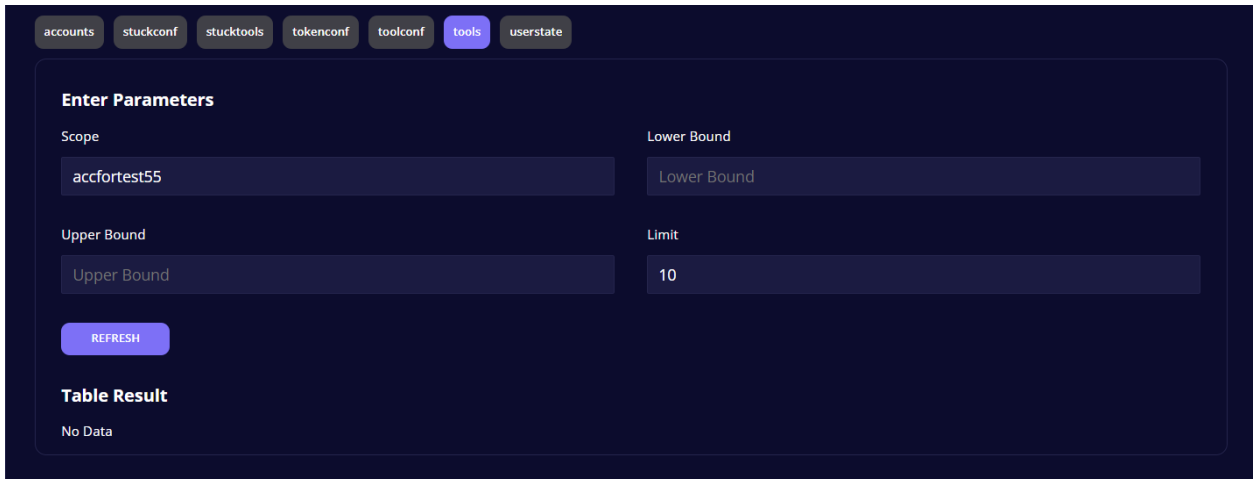 accounts stuckconf stucktools tokenconf toolconf tools userstate
Enter Parameters
Scope Lower Bound
accfortest55 Lower Bound
Upper Bound Limit
Upper Bound 10
REFRESH
Table Result
No Data